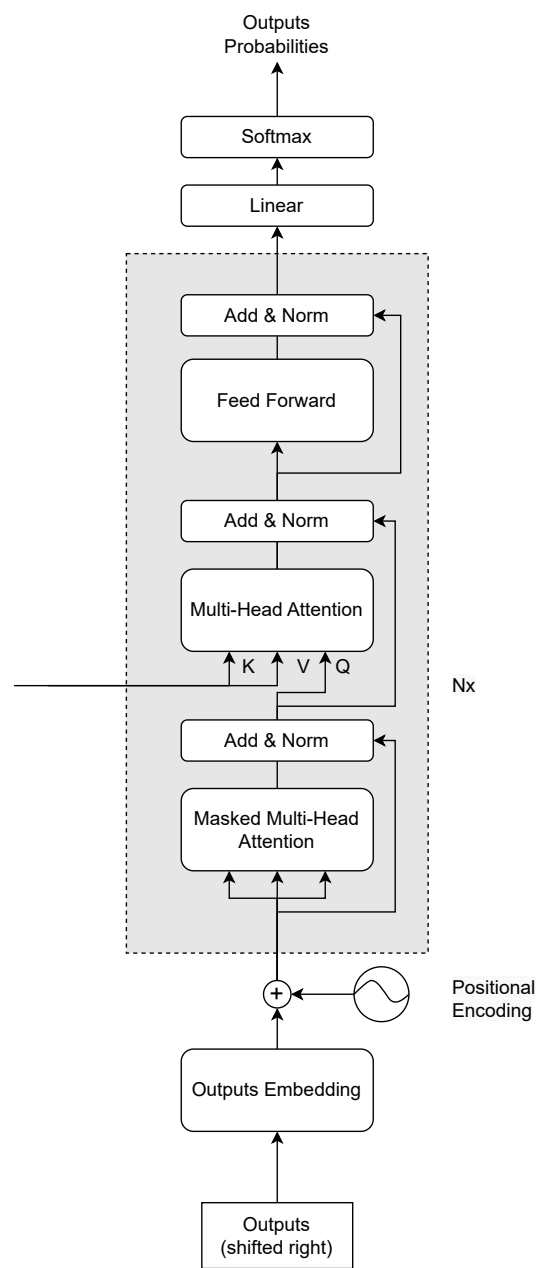 Outputs
Probabilities
Softmax
Linear
Add & Norm
Feed Forward
Add & Norm
Multi-Head Attention
K
V
Q
Nx
Add & Norm
Masked Multi-Head
Attention
+
Positional
Encoding
Outputs Embedding
Outputs
(shifted right)